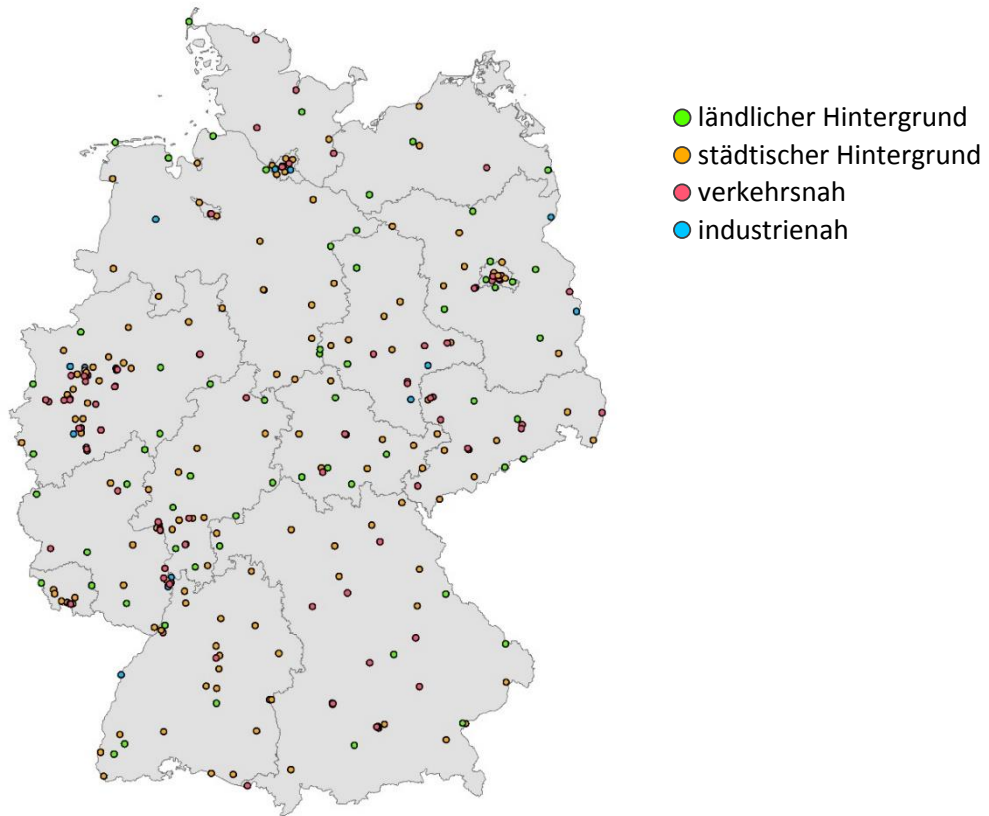 ländlicher Hintergrund
städtischer Hintergrund
verkehrsnah
industrienah